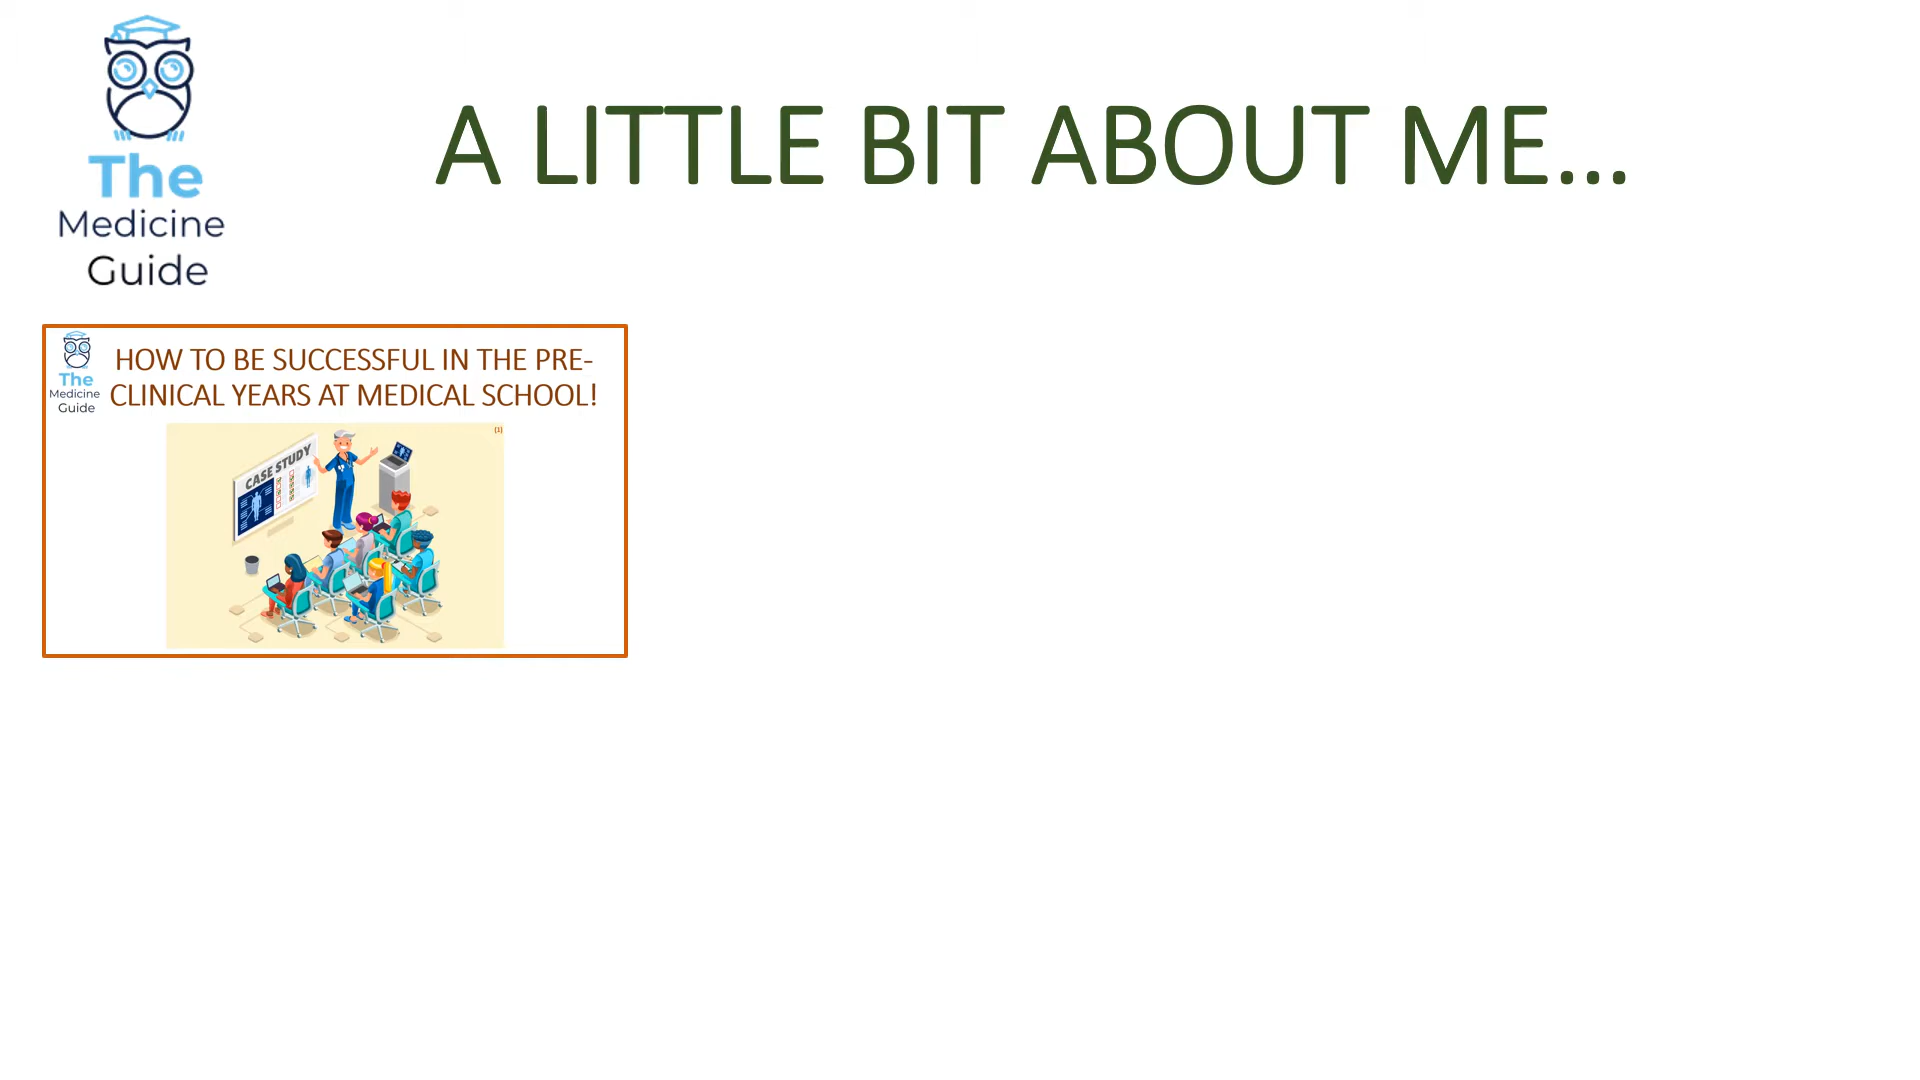 The
Medicine
Guide
A LITTLE BIT ABOUT ME...
The
Medicine
Guide
HOW TO BE SUCCESSFUL IN THE PRE-
CLINICAL YEARS AT MEDICAL SCHOOL!
(1)
CASE STUDY